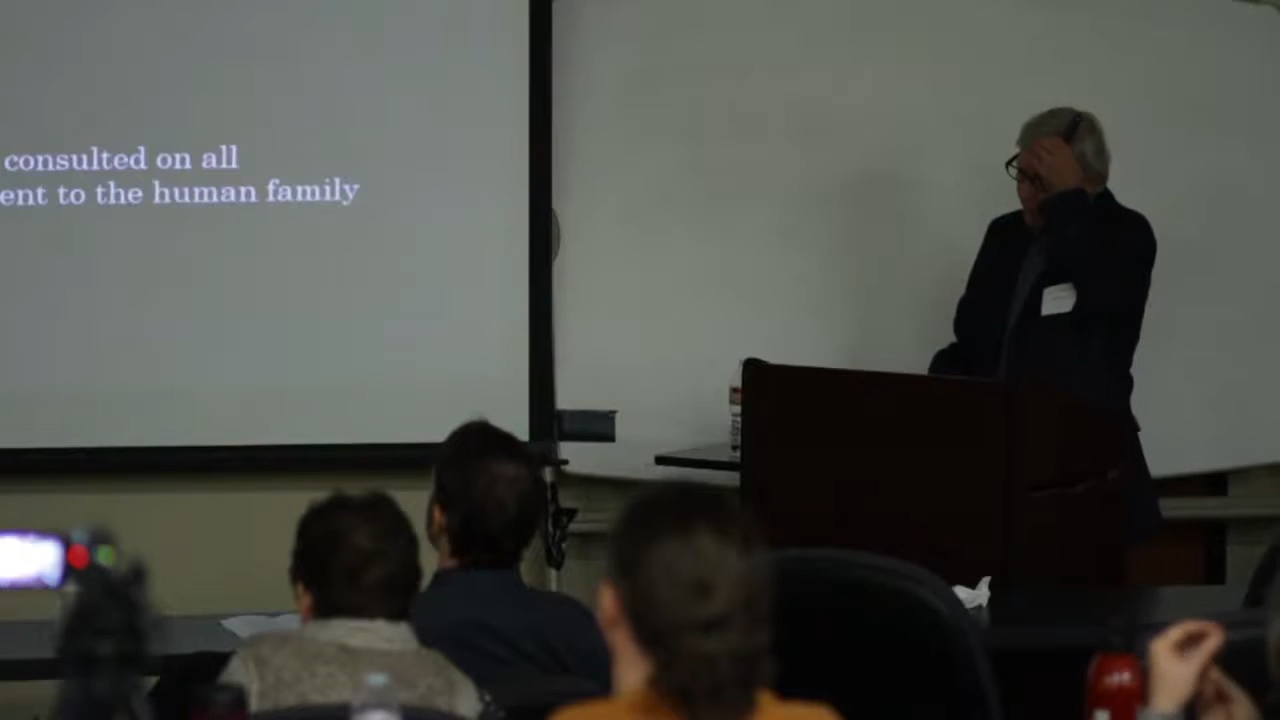 consulted on all
ent to the human family